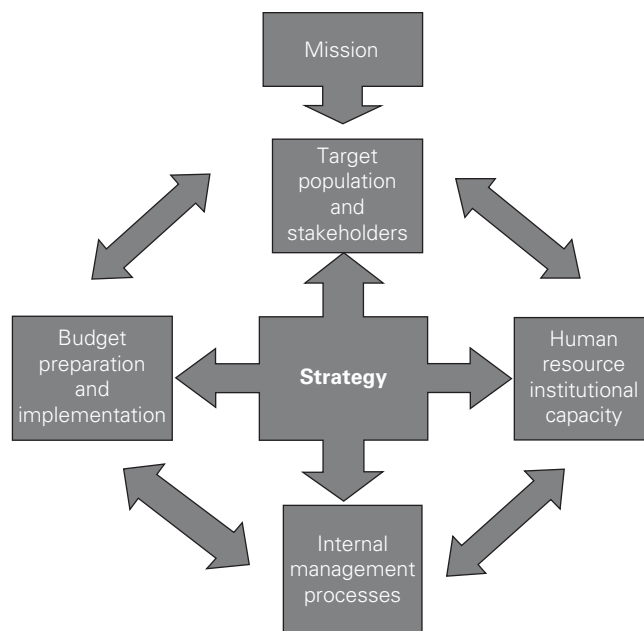 Mission
Target
population
and
stakeholders
Budget
preparation
and
implementation
Strategy
Human
resource
institutional
capacity
Internal
management
processes